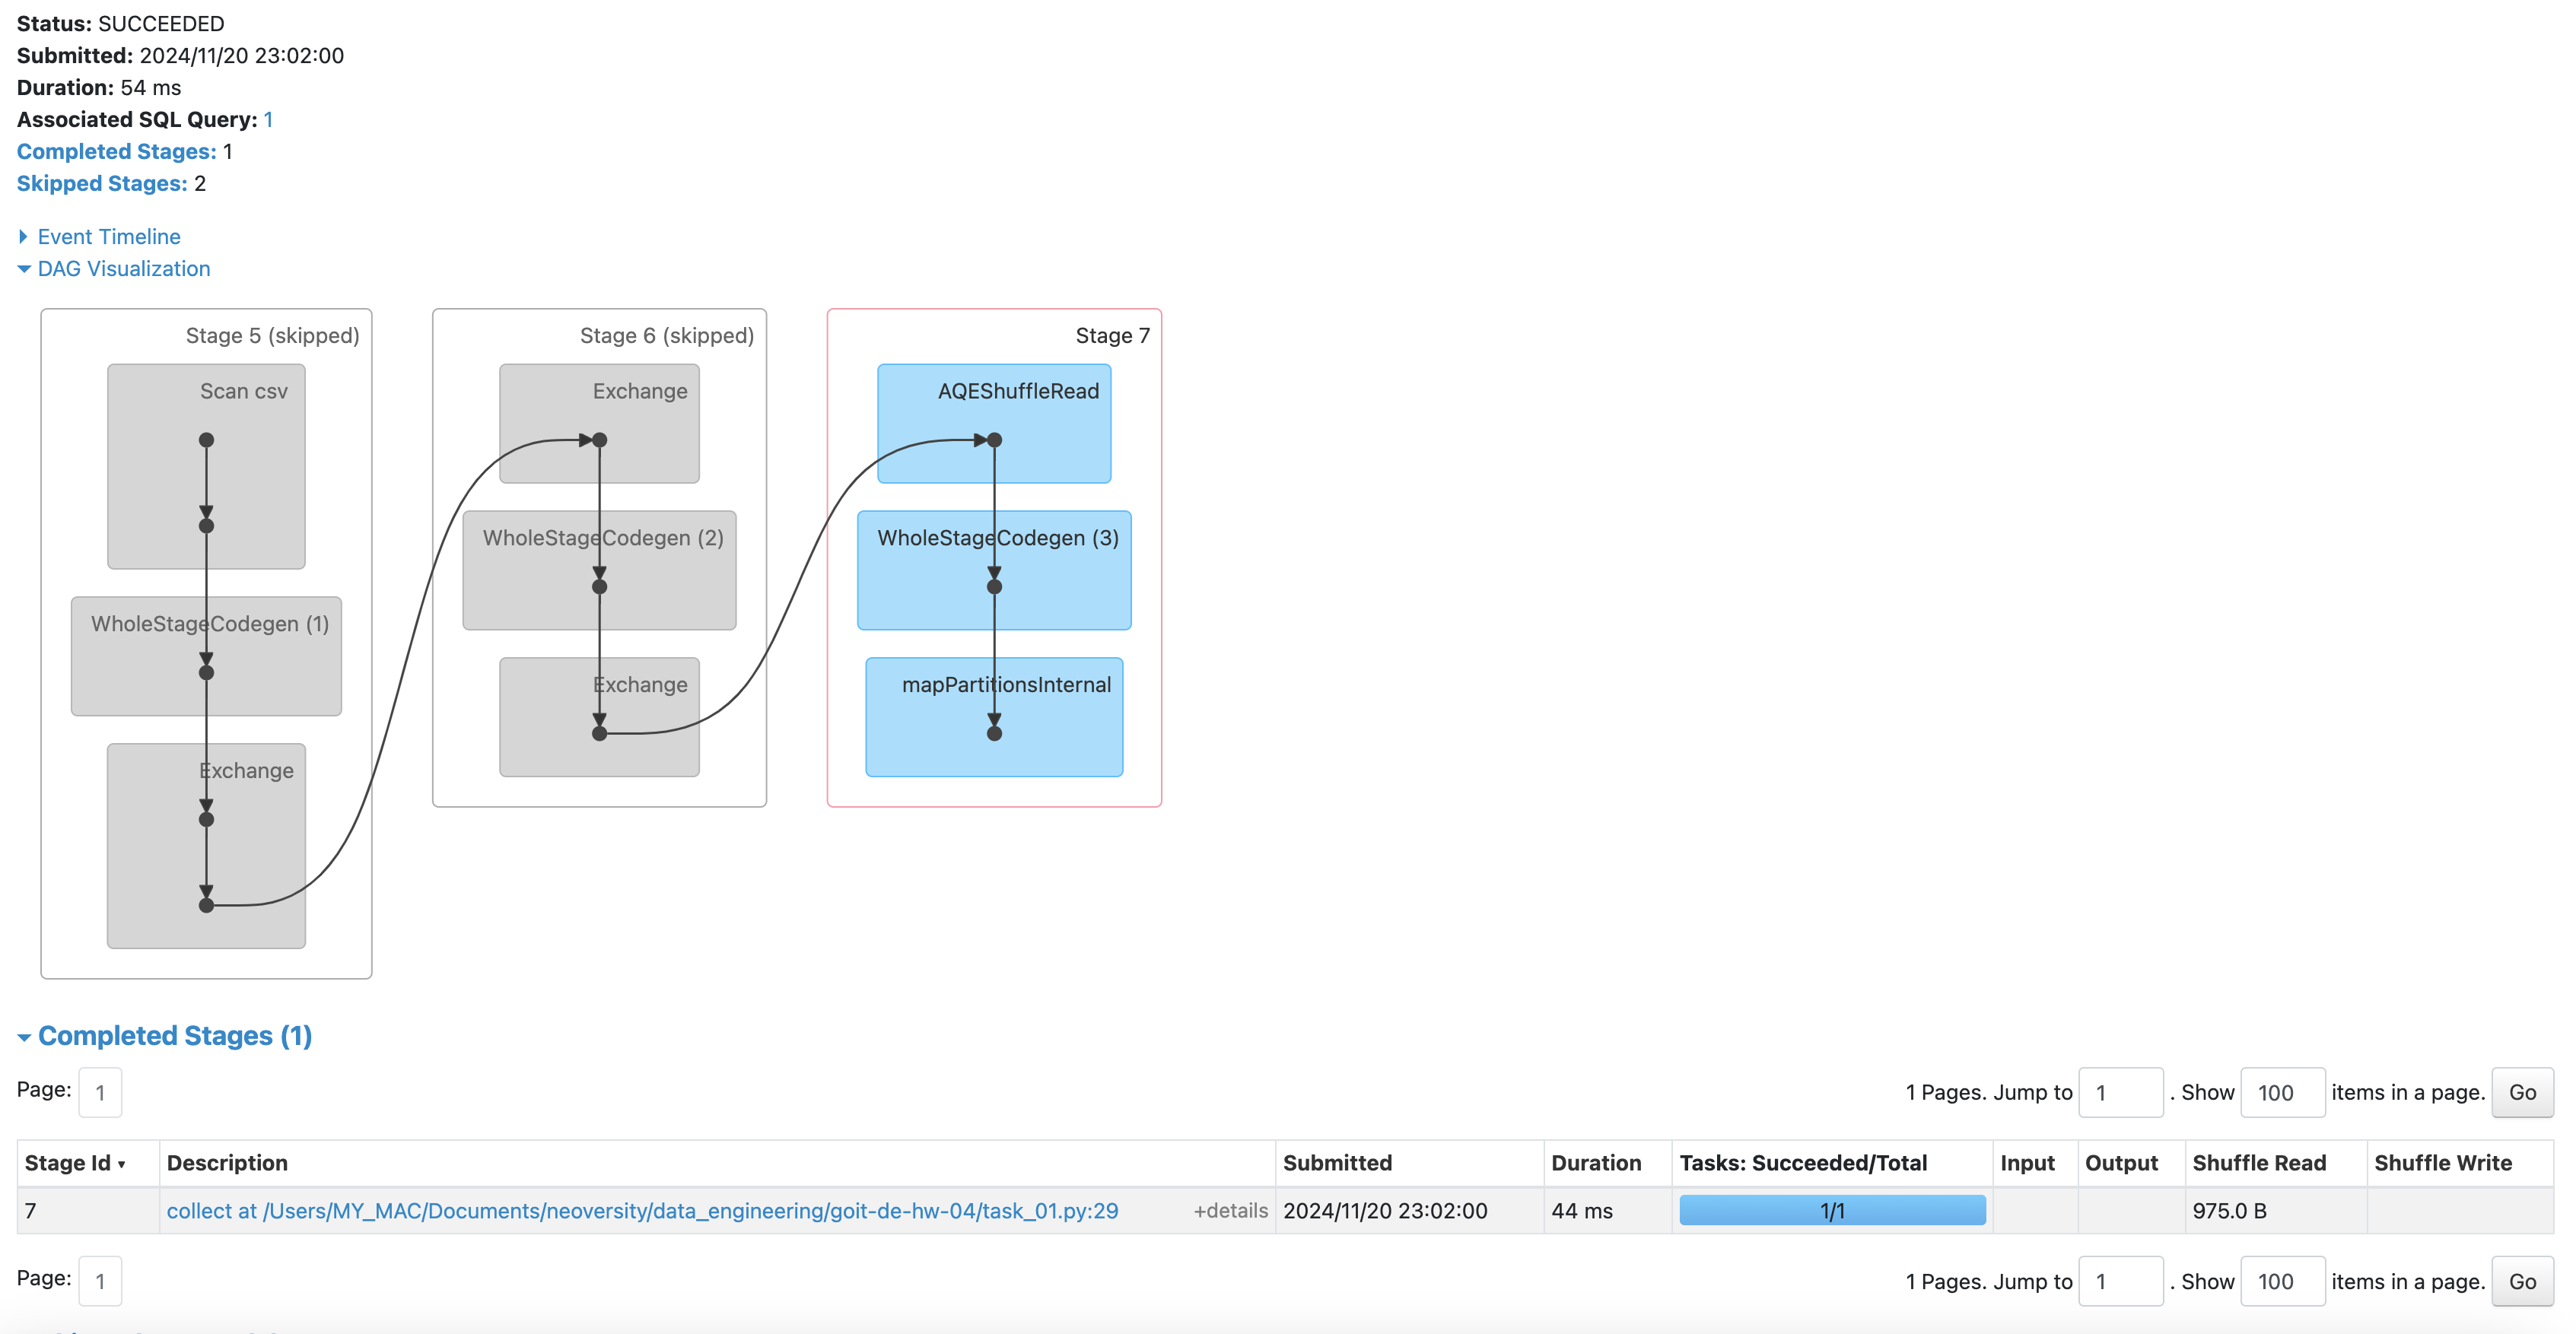 Status: SUCCEEDED
Submitted: 2024/11/20 23:02:00
Duration: 54 ms
Associated SQL Query: 1
Completed Stages: 1
Skipped Stages: 2
Event Timeline
DAG Visualization
Stage 5 (skipped)
Scan csv
WholeStageCodegen (1)
Exchange
Stage 6 (skipped)
Exchange
WholeStageCodegen (2)
Exchange
Stage 7
AQEShuffleRead
WholeStageCodegen (3)
mapPartitionsInternal
Completed Stages (1)
Page: 1 1 Pages. Jump to 1 . Show 100 items in a page. Go
Stage Id ▾ Description Submitted Duration Tasks: Succeeded/Total Input Output Shuffle Read Shuffle Write
7 collect at /Users/MY_MAC/Documents/neoversity/data_engineering/goit-de-hw-04/task_01.py:29 +details 2024/11/20 23:02:00 44 ms 1/1 975.0 B
Page: 1 1 Pages. Jump to 1 . Show 100 items in a page. Go